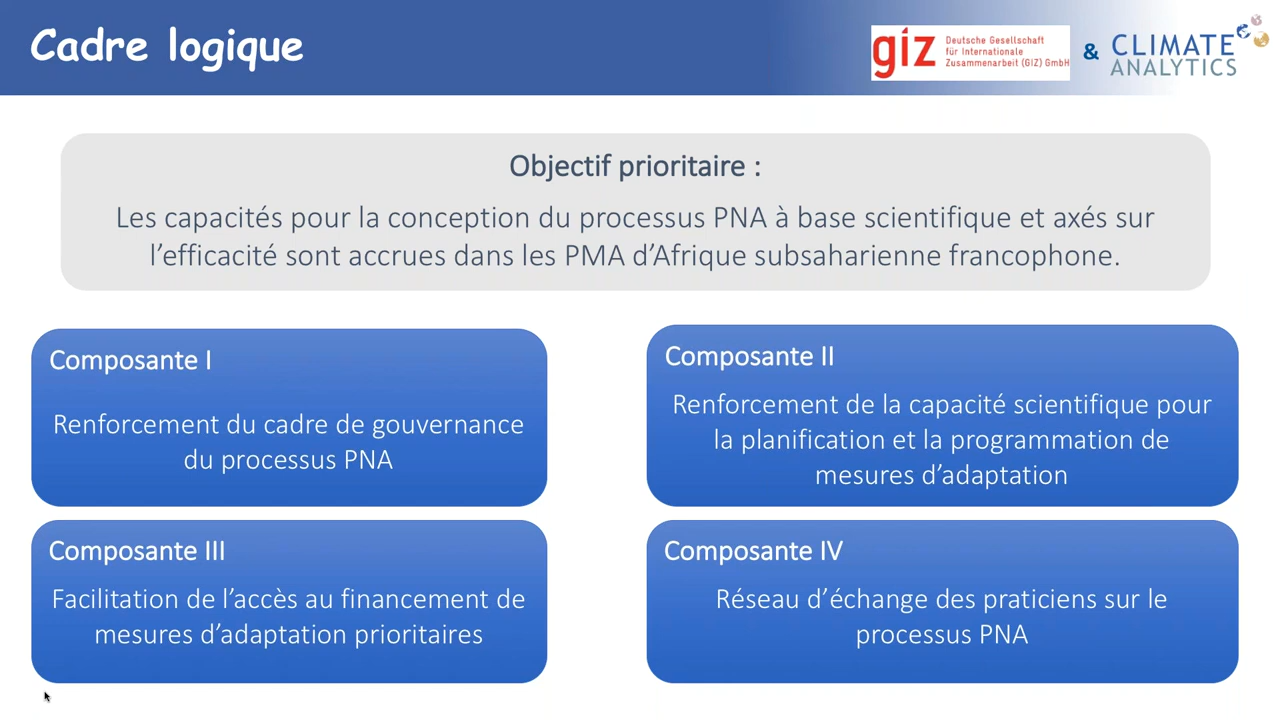 Cadre logique
giz Deutsche Gesellschaft
für Internationale
Zusammenarbeit (GIZ) GmbH
& CLIMATE
ANALYTICS
Objectif prioritaire :
Les capacités pour la conception du processus PNA à base scientifique et axés sur
l’efficacité sont accrues dans les PMA d’Afrique subsaharienne francophone.
Composante I
Renforcement du cadre de gouvernance
du processus PNA
Composante II
Renforcement de la capacité scientifique pour
la planification et la programmation de
mesures d’adaptation
Composante III
Facilitation de l’accès au financement de
mesures d’adaptation prioritaires
Composante IV
Réseau d’échange des praticiens sur le
processus PNA